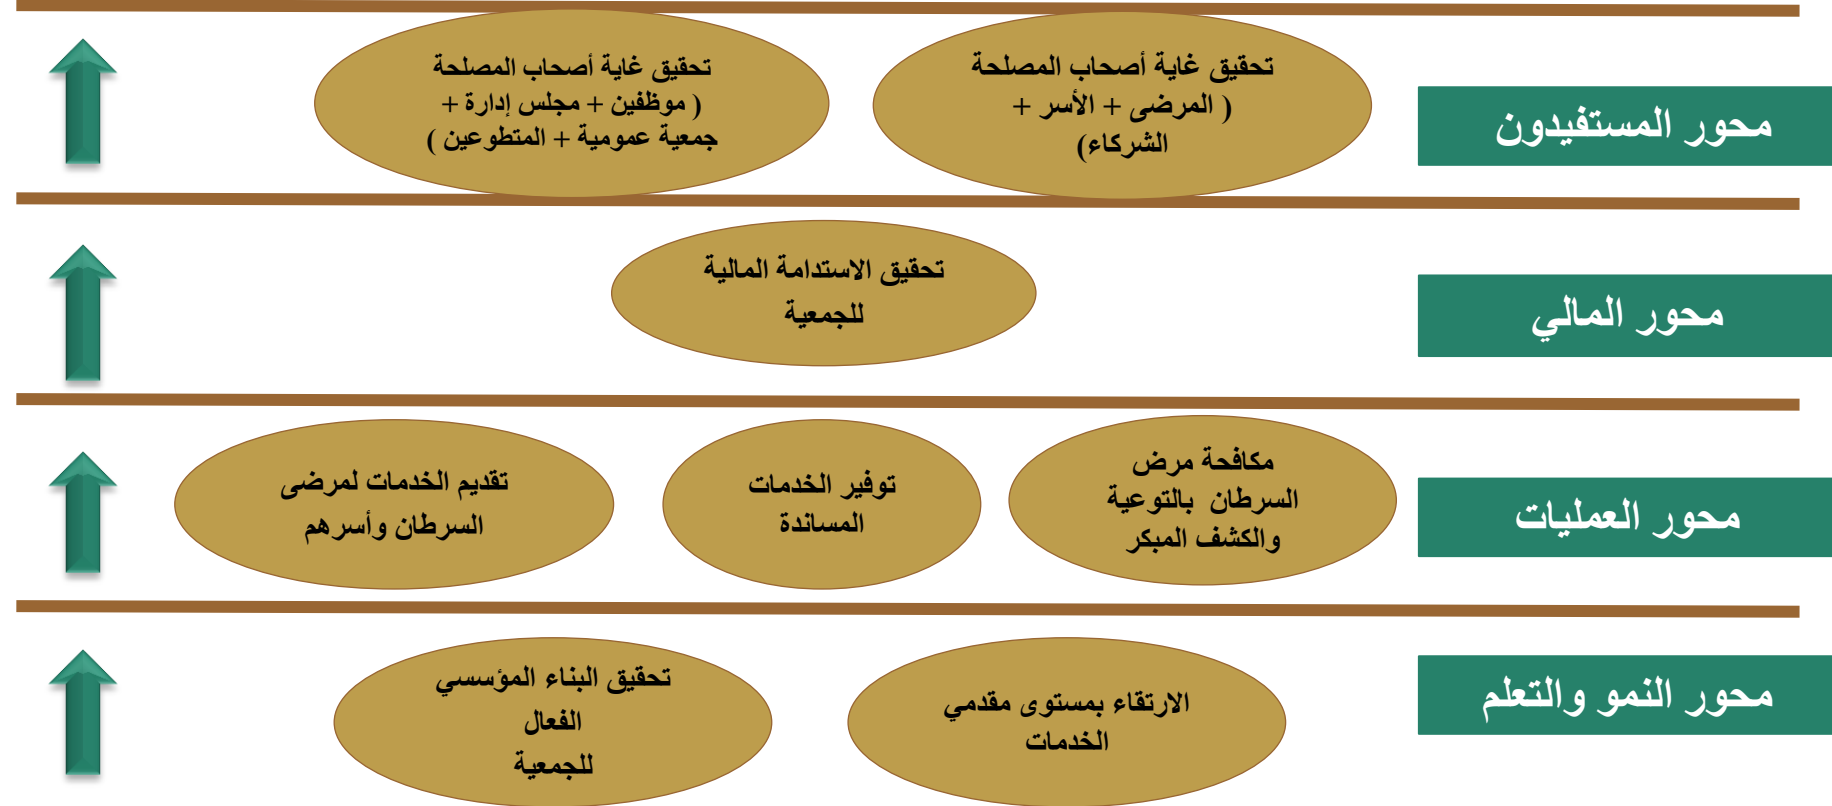 محور المستفيدون
تحقيق غاية أصحاب المصلحة
( المرضى + الأسر +
الشركاء)
تحقيق غاية أصحاب المصلحة
( موظفين + مجلس إدارة +
جمعية عمومية + المتطوعين )
محور المالي
تحقيق الاستدامة المالية
للجمعية
محور العمليات
مكافحة مرض
السرطان بالتوعية
والكشف المبكر
توفير الخدمات
المساندة
تقديم الخدمات لمرضى
السرطان وأسرهم
محور النمو والتعلم
الارتقاء بمستوى مقدمي
الخدمات
تحقيق البناء المؤسسي
الفعال
للجمعية